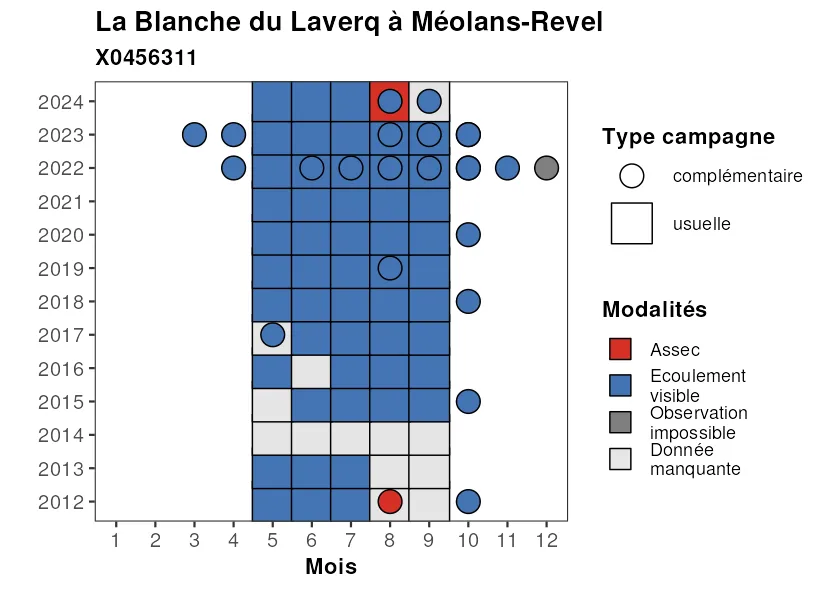 La Blanche du Laverq à Méolans-Revel
X0456311
2024
2023
2022
2021
2020
2019
2018
2017
2016
2015
2014
2013
2012
1 2 3 4 5 6 7 8 9 10 11 12
Mois
Type campagne
complémentaire
usuelle
Modalités
Assec
Ecoulement
visible
Observation
impossible
Donnée
manquante